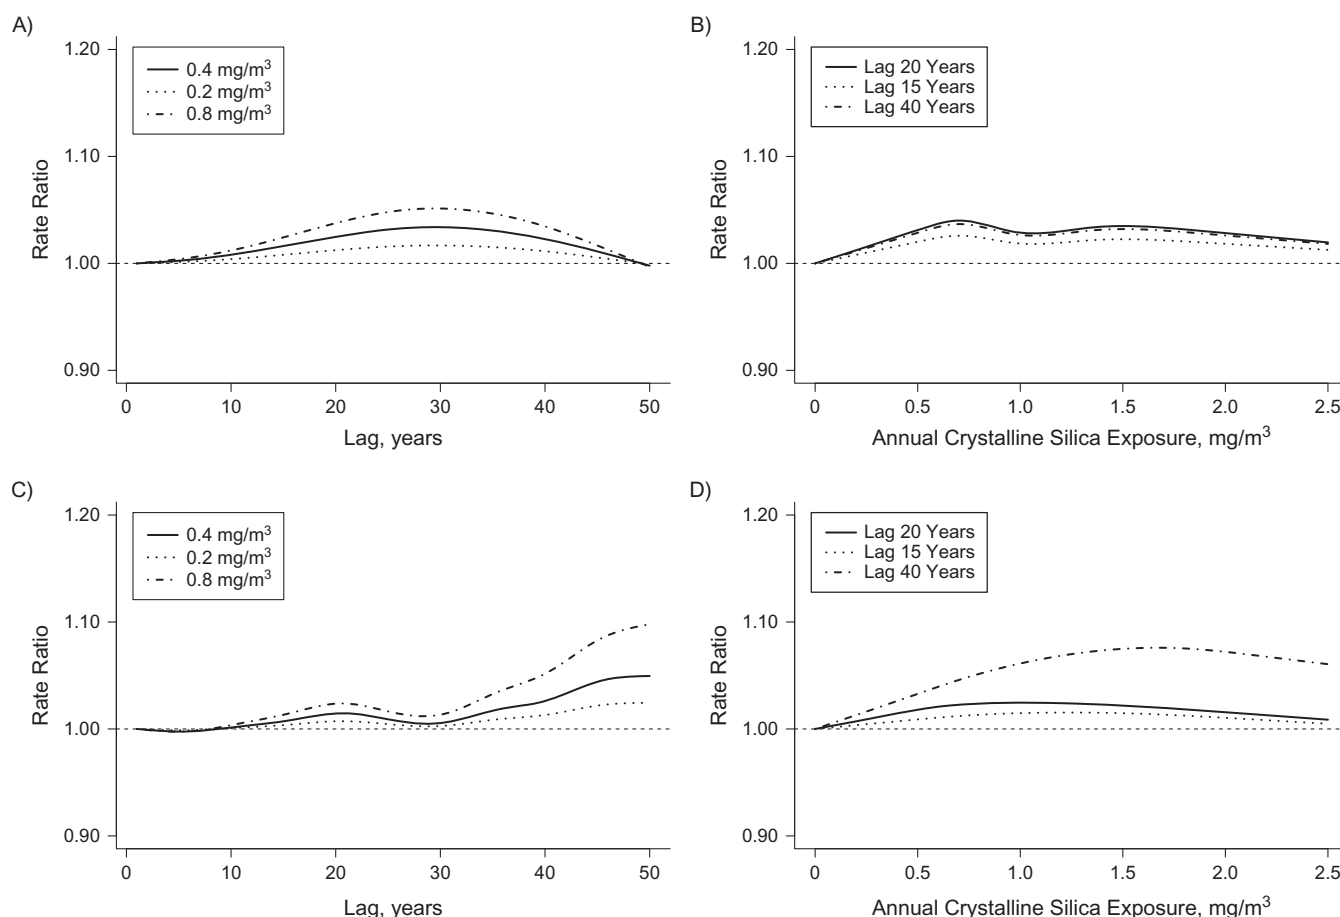 A)
1.20
1.10
1.00
0.90
Rate Ratio
0.4 mg/m³
0.2 mg/m³
0.8 mg/m³
0 10 20 30 40 50
Lag, years
B)
1.20
1.10
1.00
0.90
Rate Ratio
Lag 20 Years
Lag 15 Years
Lag 40 Years
0 0.5 1.0 1.5 2.0 2.5
Annual Crystalline Silica Exposure, mg/m³
C)
1.20
1.10
1.00
0.90
Rate Ratio
0.4 mg/m³
0.2 mg/m³
0.8 mg/m³
0 10 20 30 40 50
Lag, years
D)
1.20
1.10
1.00
0.90
Rate Ratio
Lag 20 Years
Lag 15 Years
Lag 40 Years
0 0.5 1.0 1.5 2.0 2.5
Annual Crystalline Silica Exposure, mg/m³